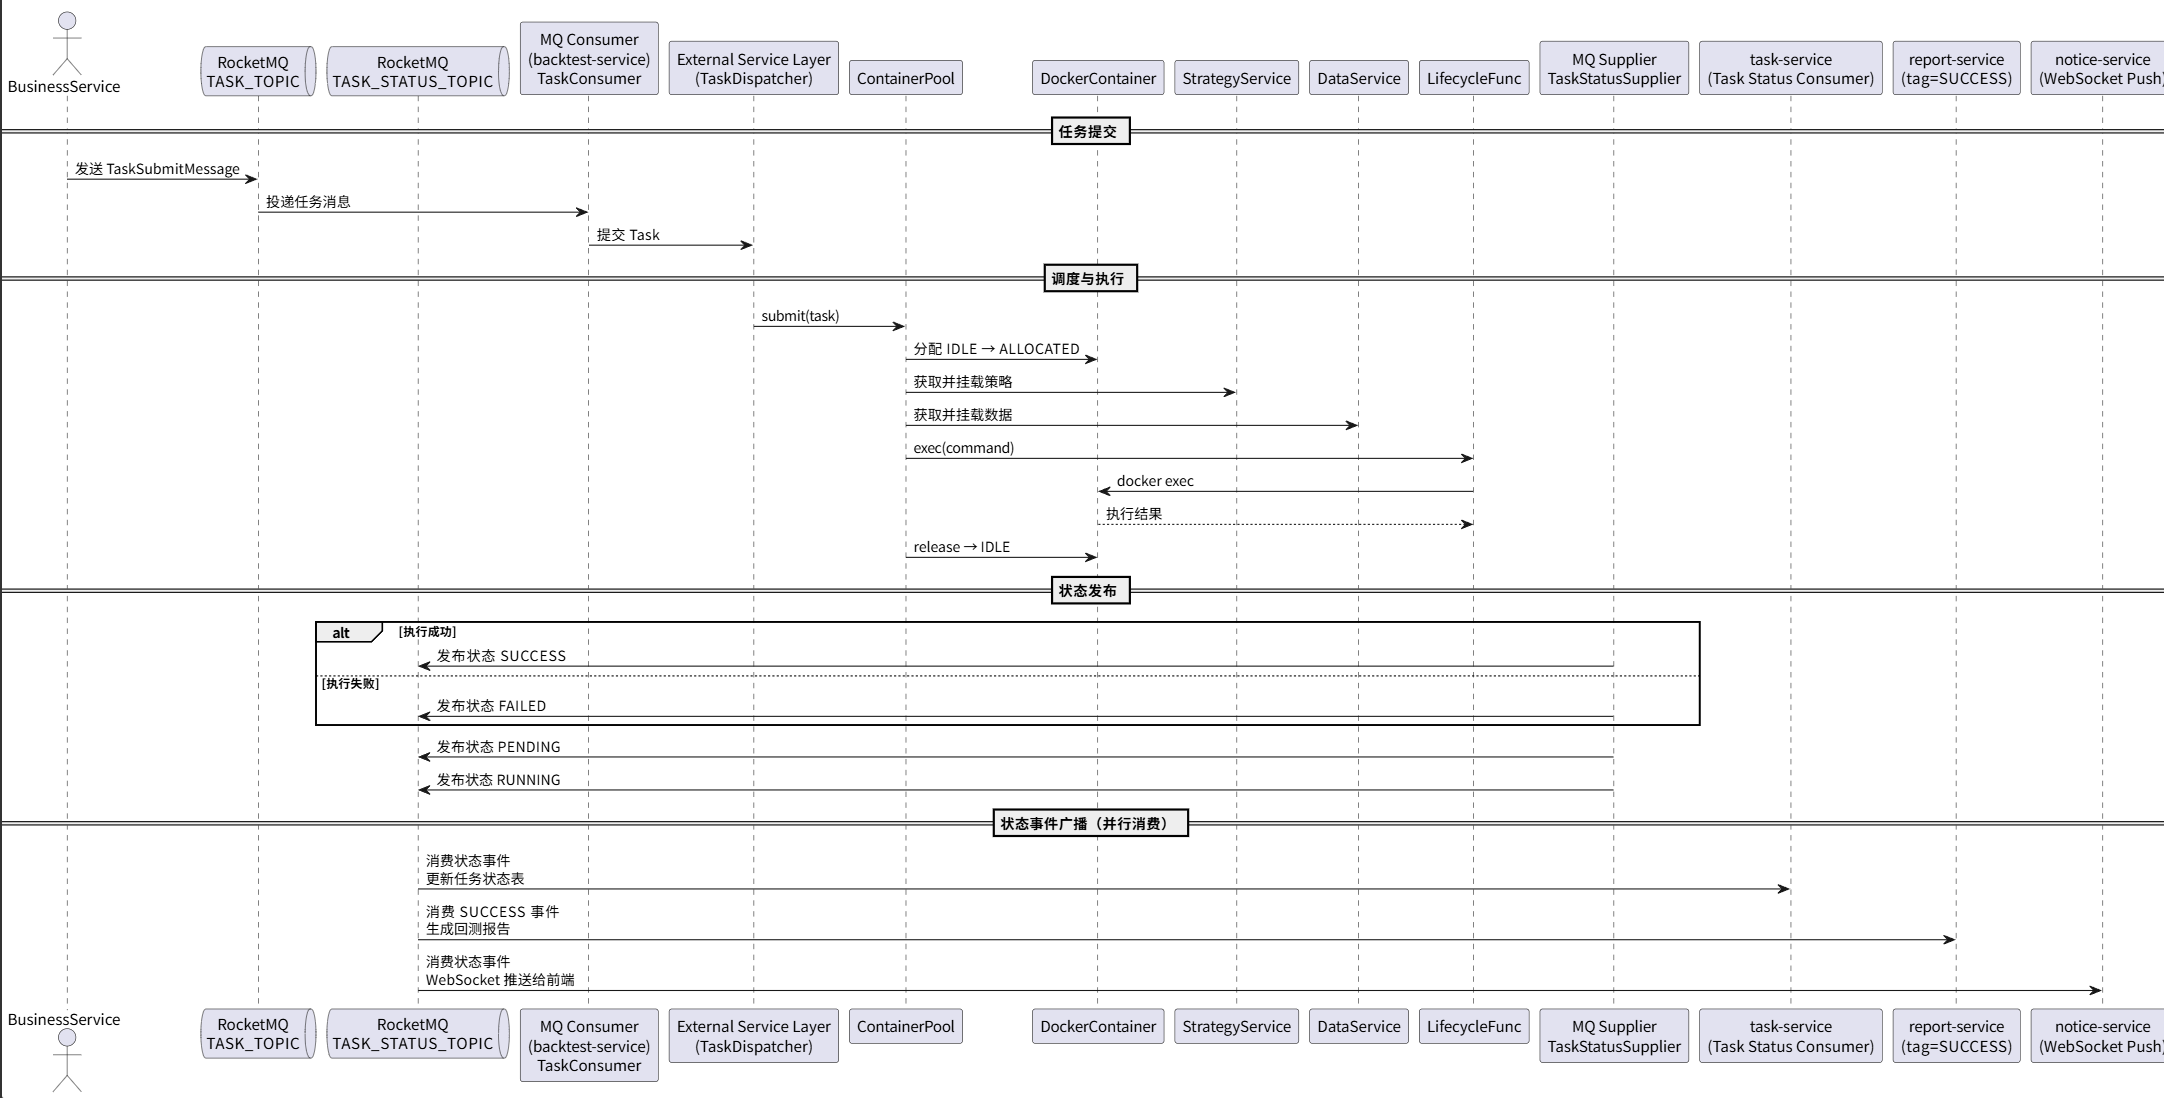 BusinessService
RocketMQ
TASK_TOPIC
RocketMQ
TASK_STATUS_TOPIC
MQ Consumer
(backtest-service)
TaskConsumer
External Service Layer
(TaskDispatcher)
ContainerPool
DockerContainer
StrategyService
DataService
LifecycleFunc
MQ Supplier
TaskStatusSupplier
task-service
(Task Status Consumer)
report-service
(tag=SUCCESS)
notice-service
(WebSocket Push)
任务提交
发送 TaskSubmitMessage
投递任务消息
提交 Task
调度与执行
submit(task)
分配 IDLE → ALLOCATED
获取并挂载策略
获取并挂载数据
exec(command)
docker exec
执行结果
release → IDLE
状态发布
alt [执行成功]
发布状态 SUCCESS
[执行失败]
发布状态 FAILED
发布状态 PENDING
发布状态 RUNNING
状态事件广播（并行消费）
消费状态事件
更新任务状态表
消费 SUCCESS 事件
生成回测报告
消费状态事件
WebSocket 推送给前端
BusinessService
RocketMQ
TASK_TOPIC
RocketMQ
TASK_STATUS_TOPIC
MQ Consumer
(backtest-service)
TaskConsumer
External Service Layer
(TaskDispatcher)
ContainerPool
DockerContainer
StrategyService
DataService
LifecycleFunc
MQ Supplier
TaskStatusSupplier
task-service
(Task Status Consumer)
report-service
(tag=SUCCESS)
notice-service
(WebSocket Push)